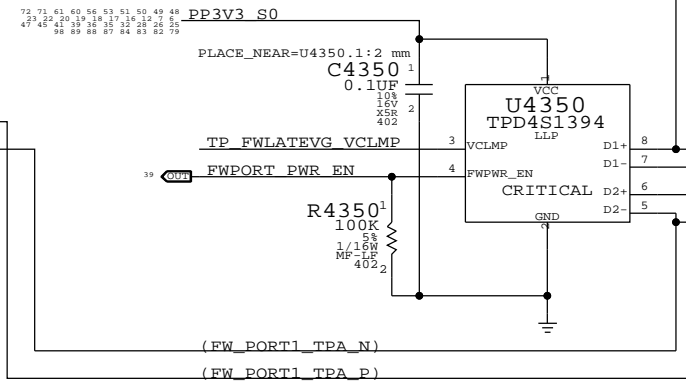 72 71 61 60 56 53 51 50 49 48
23 22 20 19 18 17 16 12 7 6
47 45 41 39 36 35 32 28 26 25
98 89 88 87 84 83 82 79
PP3V3_S0
PLACE_NEAR=U4350.1:2 mm
C4350 1
0.1UF
10%
16V
X5R
402
2
1
VCC
U4350
TPD4S1394
LLP
TP_FWLATEVG_VCLMP 3 VCLMP
D1+ 8
D1- 7
39 OUT FWPORT_PWR_EN 4 FWPWR_EN
CRITICAL D2+ 6
D2- 5
GND
2
R4350 1
100K
5%
1/16W
MF-LF
402 2
(FW_PORT1_TPA_N)
(FW_PORT1_TPA_P)